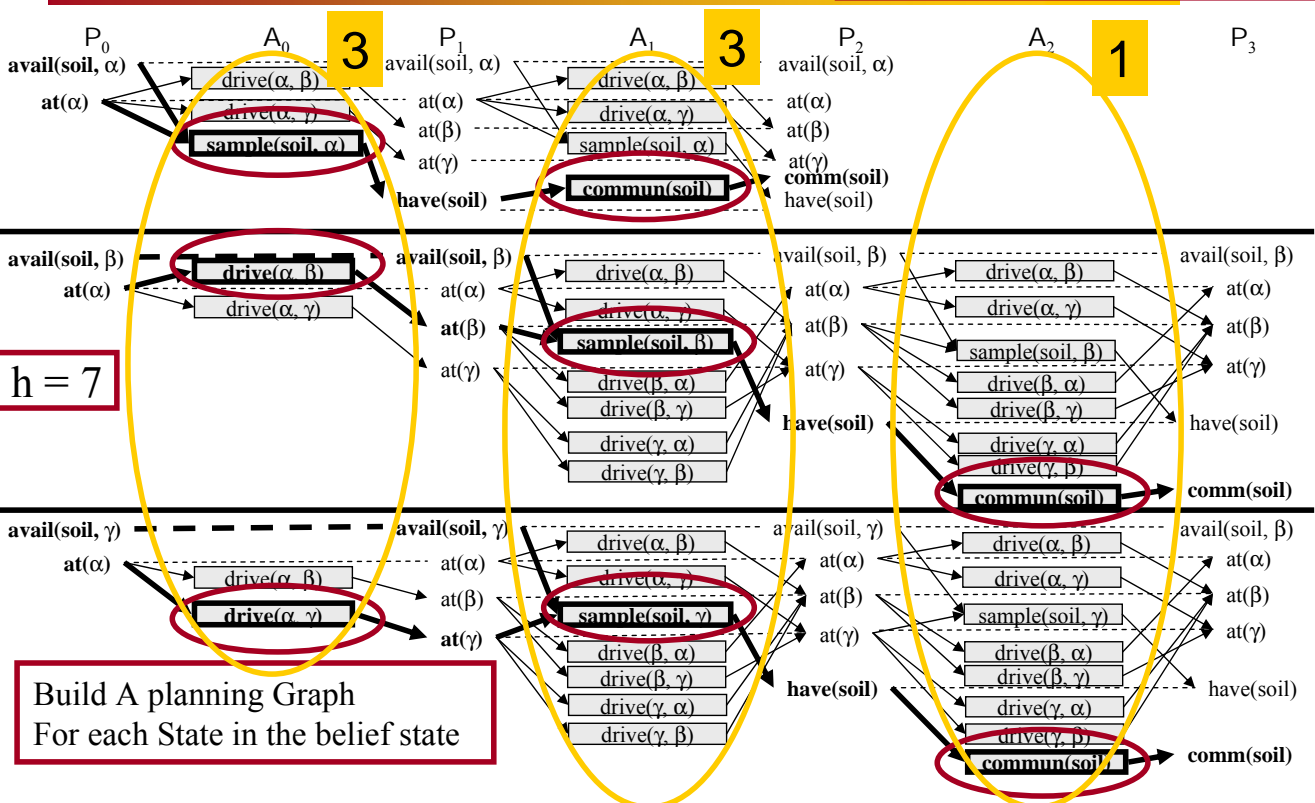 P0 A0 3 P1 A1 3 P2 A2 1 P3
avail(soil, α)
at(α)
drive(α, β)
drive(α, γ)
sample(soil, α)
avail(soil, α)
at(α)
at(β)
at(γ)
have(soil)
drive(α, β)
drive(α, γ)
sample(soil, α)
commun(soil)
avail(soil, α)
at(α)
at(β)
at(γ)
comm(soil)
have(soil)
avail(soil, β)
at(α)
drive(α, β)
drive(α, γ)
avail(soil, β)
at(α)
at(β)
at(γ)
drive(α, β)
drive(α, γ)
sample(soil, β)
drive(β, α)
drive(β, γ)
drive(γ, α)
drive(γ, β)
avail(soil, β)
at(α)
at(β)
at(γ)
have(soil)
drive(α, β)
drive(α, γ)
sample(soil, β)
drive(β, α)
drive(β, γ)
drive(γ, α)
drive(γ, β)
commun(soil)
avail(soil, β)
at(α)
at(β)
at(γ)
have(soil)
comm(soil)
h = 7
avail(soil, γ)
at(α)
drive(α, β)
drive(α, γ)
avail(soil, γ)
at(α)
at(β)
at(γ)
drive(α, β)
drive(α, γ)
sample(soil, γ)
drive(β, α)
drive(β, γ)
drive(γ, α)
drive(γ, β)
avail(soil, γ)
at(α)
at(β)
at(γ)
have(soil)
drive(α, β)
drive(α, γ)
sample(soil, γ)
drive(β, α)
drive(β, γ)
drive(γ, α)
drive(γ, β)
commun(soil)
avail(soil, β)
at(α)
at(β)
at(γ)
have(soil)
comm(soil)
Build A planning Graph
For each State in the belief state